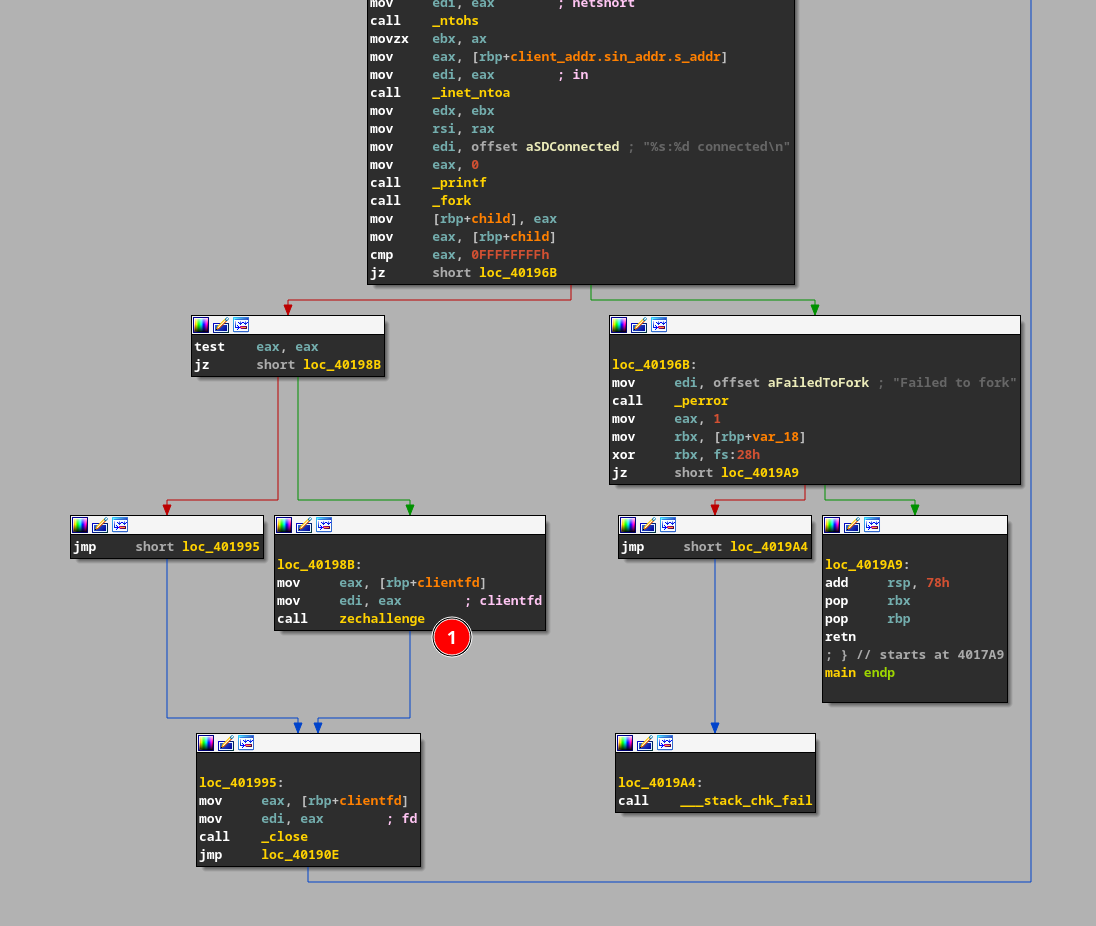 mov edi, eax ; netshort
call _ntohs
movzx ebx, ax
mov eax, [rbp+client_addr.sin_addr.s_addr]
mov edi, eax ; in
call _inet_ntoa
mov edx, ebx
mov rsi, rax
mov edi, offset aSDConnected ; "%s:%d connected\n"
mov eax, 0
call _printf
call _fork
mov [rbp+child], eax
mov eax, [rbp+child]
cmp eax, 0FFFFFFFFh
jz short loc_40196B
test eax, eax
jz short loc_40198B
loc_40196B:
mov edi, offset aFailedToFork ; "Failed to fork"
call _perror
mov eax, 1
mov rbx, [rbp+var_18]
xor rbx, fs:28h
jz short loc_4019A9
jmp short loc_401995
loc_40198B:
mov eax, [rbp+clientfd]
mov edi, eax ; clientfd
call zechallenge
1
jmp short loc_4019A4
loc_4019A9:
add rsp, 78h
pop rbx
pop rbp
retn
; } // starts at 4017A9
main endp
loc_401995:
mov eax, [rbp+clientfd]
mov edi, eax ; fd
call _close
jmp loc_40190E
loc_4019A4:
call ___stack_chk_fail